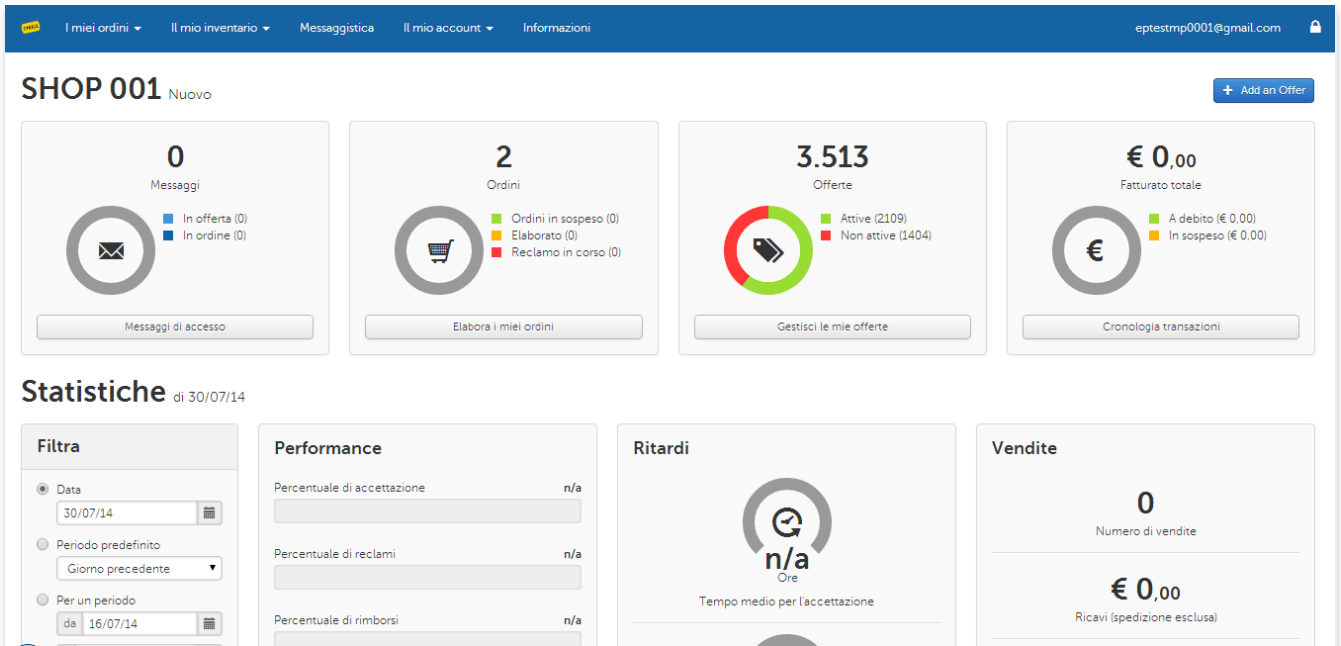 I miei ordini Il mio inventario Messaggistica Il mio account Informazioni eptestmp0001@gmail.com
SHOP 001 Nuovo
+ Add an Offer
0
Messaggi
In offerta (0)
In ordine (0)
Messaggi di accesso
2
Ordini
Ordini in sospeso (0)
Elaborato (0)
Reclamo in corso (0)
Elabora i miei ordini
3.513
Offerte
Attive (2109)
Non attive (1404)
Gestisci le mie offerte
€ 0,00
Fatturato totale
€
A debito (€ 0,00)
In sospeso (€ 0,00)
Cronologia transazioni
Statistiche di 30/07/14
Filtra
Data
30/07/14
Periodo predefinito
Giorno precedente
Per un periodo
da 16/07/14
Performance
Percentuale di accettazione n/a
Percentuale di reclami n/a
Percentuale di rimborsi n/a
Ritardi
n/a
Ore
Tempo medio per l'accettazione
Vendite
0
Numero di vendite
€ 0,00
Ricavi (spedizione esclusa)